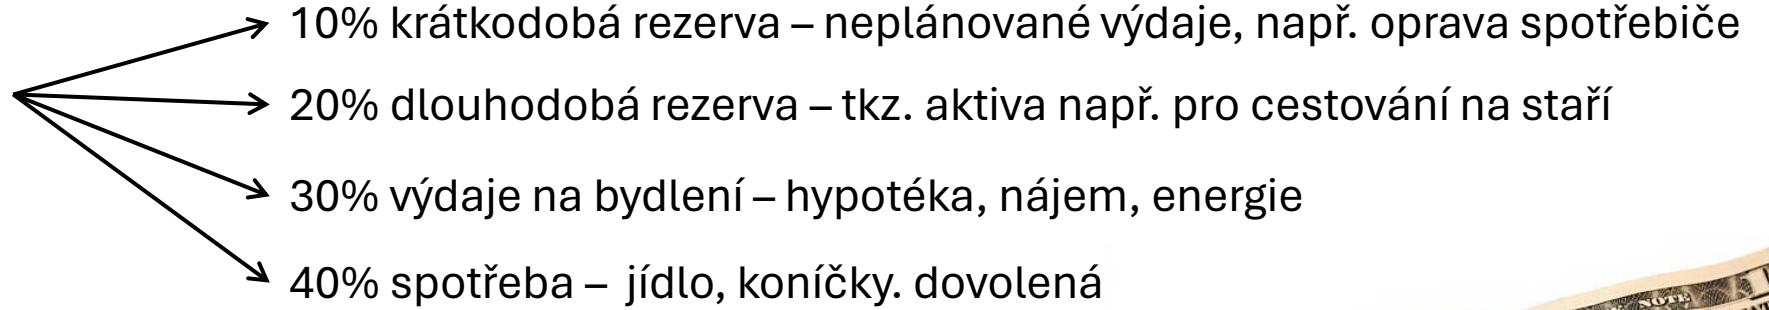 10% krátkodobá rezerva – neplánované výdaje, např. oprava spotřebiče
20% dlouhodobá rezerva – tkz. aktiva např. pro cestování na staří
30% výdaje na bydlení – hypotéka, nájem, energie
40% spotřeba – jídlo, koníčky. dovolená
NOTE